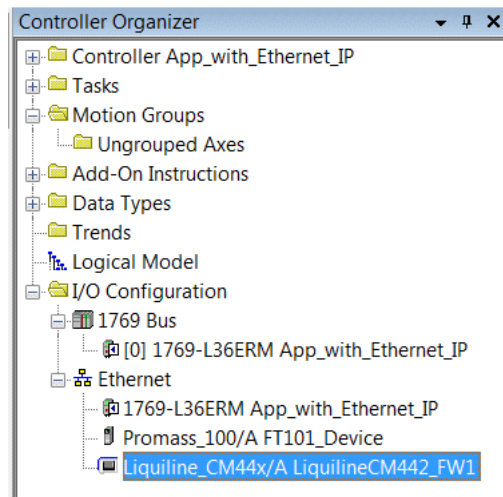 Controller Organizer
Controller App_with_Ethernet_IP
Tasks
Motion Groups
Ungrouped Axes
Add-On Instructions
Data Types
Trends
Logical Model
I/O Configuration
1769 Bus
[0] 1769-L36ERM App_with_Ethernet_IP
Ethernet
1769-L36ERM App_with_Ethernet_IP
Promass_100/A FT101_Device
Liquiline_CM44x/A LiquilineCM442_FW1